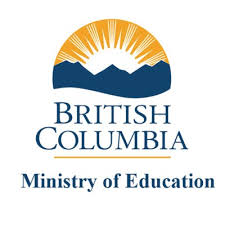 BRITISH
COLUMBIA
Ministry of Education